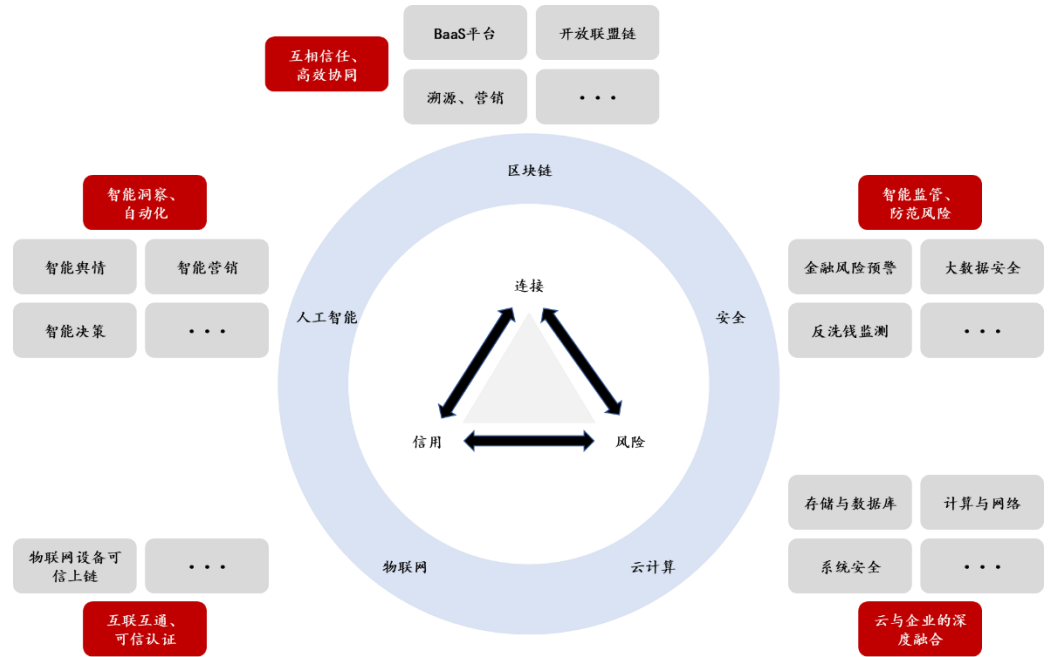 BaaS平台
开放联盟链
互相信任、
高效协同
溯源、营销
···
区块链
智能洞察、
自动化
智能舆情
智能营销
智能决策
···
人工智能
智能监管、
防范风险
金融风险预警
大数据安全
反洗钱监测
···
安全
连接
信用
风险
物联网设备可
信上链
···
互联互通、
可信认证
物联网
云计算
存储与数据库
计算与网络
系统安全
···
云与企业的深
度融合